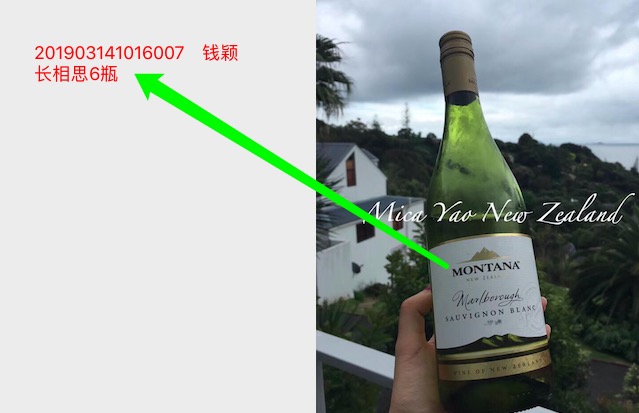 201903141016007 钱颖
长相思6瓶
Mica Yao New Zealand
MONTANA
NEW ZEALAND
Marlborough
SAUVIGNON BLANC
WINE OF NEW ZEALAND